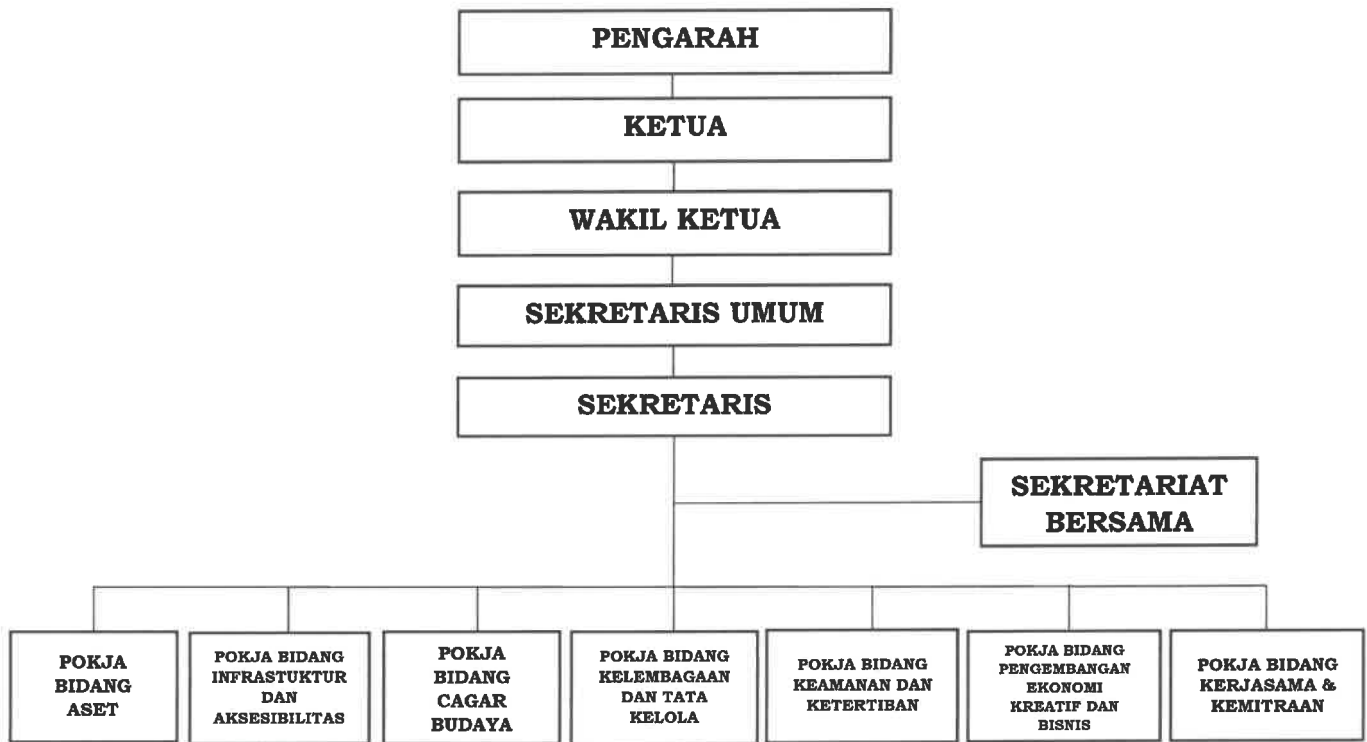 PENGARAH
KETUA
WAKIL KETUA
SEKRETARIS UMUM
SEKRETARIS
SEKRETARIAT
BERSAMA
POKJA
BIDANG
ASET
POKJA BIDANG
INFRASTUKTUR
DAN
AKSESIBILITAS
POKJA
BIDANG
CAGAR
BUDAYA
POKJA BIDANG
KELEMBAGAAN
DAN TATA
KELOLA
POKJA BIDANG
KEAMANAN DAN
KETERTIBAN
POKJA BIDANG
PENGEMBANGAN
EKONOMI
KREATIF DAN
BISNIS
POKJA BIDANG
KERJASAMA &
KEMITRAAN